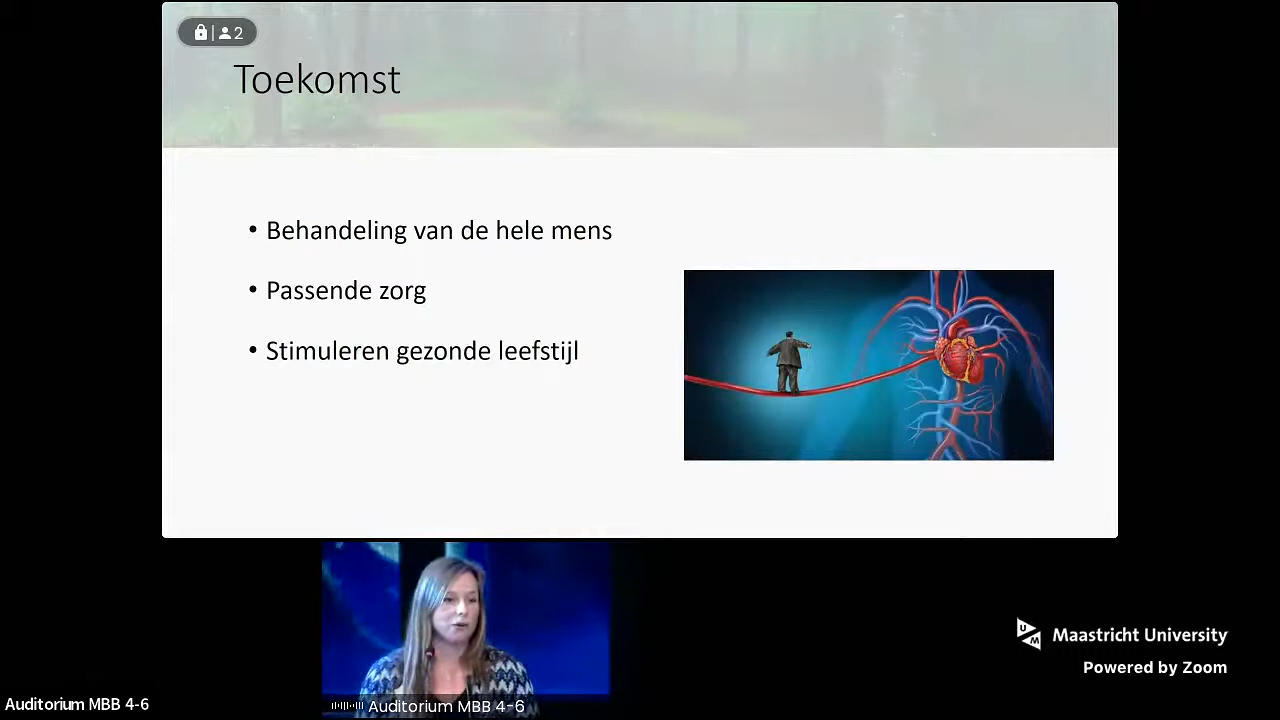 2
Toekomst
• Behandeling van de hele mens
• Passende zorg
• Stimuleren gezonde leefstijl
UM
Maastricht University
Powered by Zoom
Auditorium MBB 4-6
Auditorium MBB 4-6